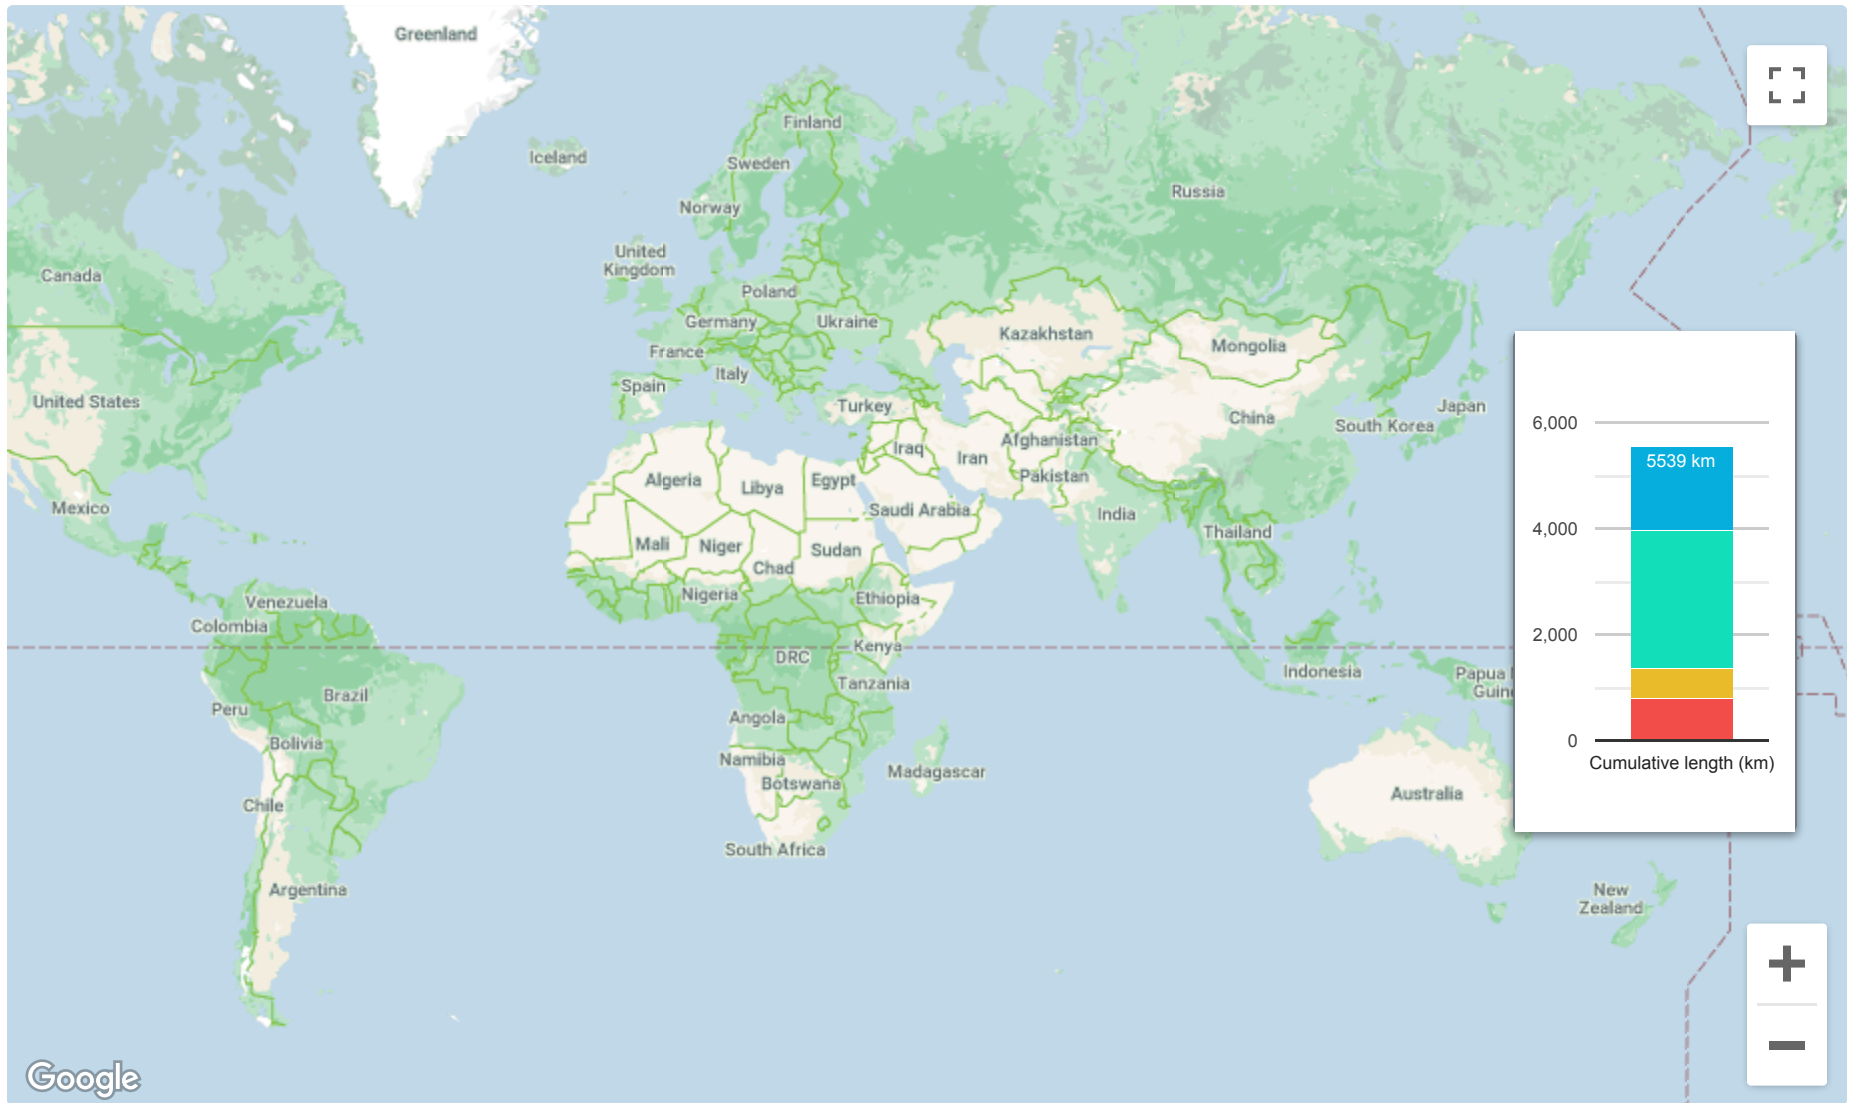 Greenland
Finland
Iceland
Sweden
Russia
Norway
United
Kingdom
Canada
Poland
Germany
Ukraine
Kazakhstan
Mongolia
France
Italy
Spain
United States
Turkey
China
Japan
South Korea
Afghanistan
Iraq
Iran
Pakistan
Algeria
Libya
Egypt
Saudi Arabia
India
Mexico
Thailand
Mali
Niger
Sudan
Chad
Nigeria
Ethiopia
Venezuela
Colombia
Kenya
DRC
Indonesia
Papua
Guin
Tanzania
Brazil
Peru
Angola
Bolivia
Namibia
Botswana
Madagascar
Chile
Australia
South Africa
Argentina
New
Zealand
6,000
5539 km
4,000
2,000
0
Cumulative length (km)
Google